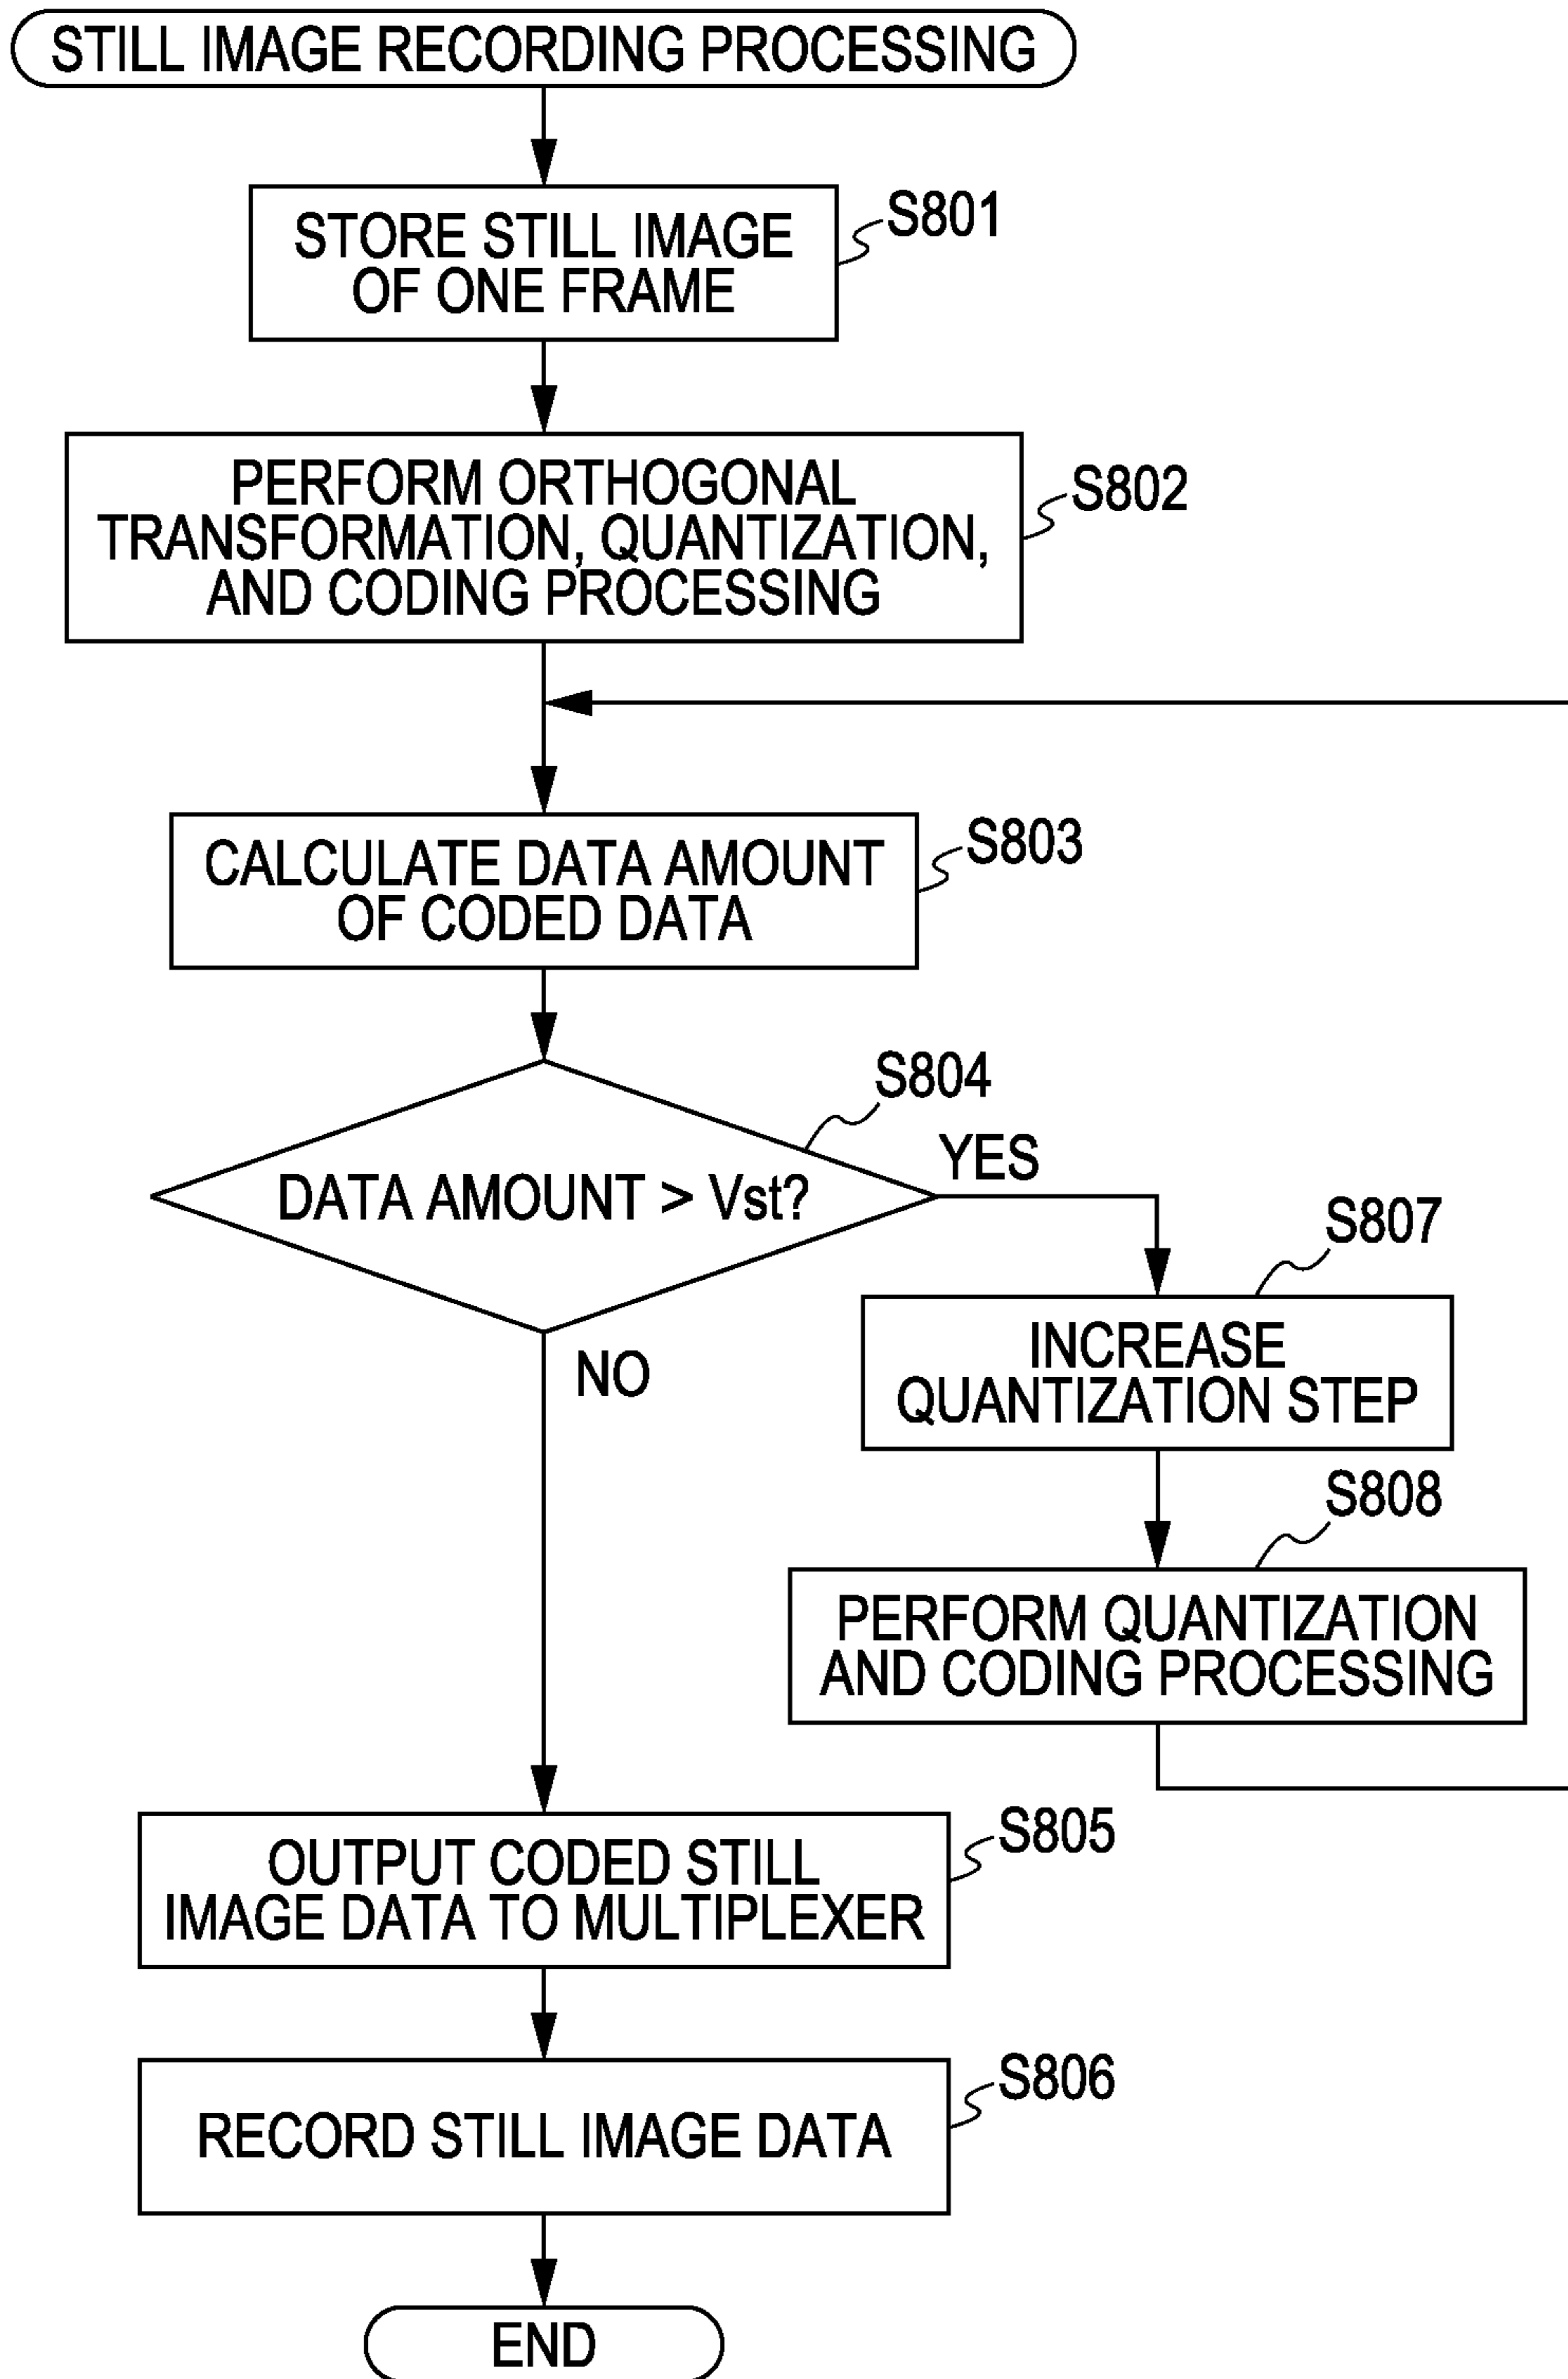 STILL IMAGE RECORDING PROCESSING
S801
STORE STILL IMAGE
OF ONE FRAME
S802
PERFORM ORTHOGONAL
TRANSFORMATION, QUANTIZATION,
AND CODING PROCESSING
S803
CALCULATE DATA AMOUNT
OF CODED DATA
S804
DATA AMOUNT > Vst?
YES
NO
S807
INCREASE
QUANTIZATION STEP
S808
PERFORM QUANTIZATION
AND CODING PROCESSING
S805
OUTPUT CODED STILL
IMAGE DATA TO MULTIPLEXER
S806
RECORD STILL IMAGE DATA
END